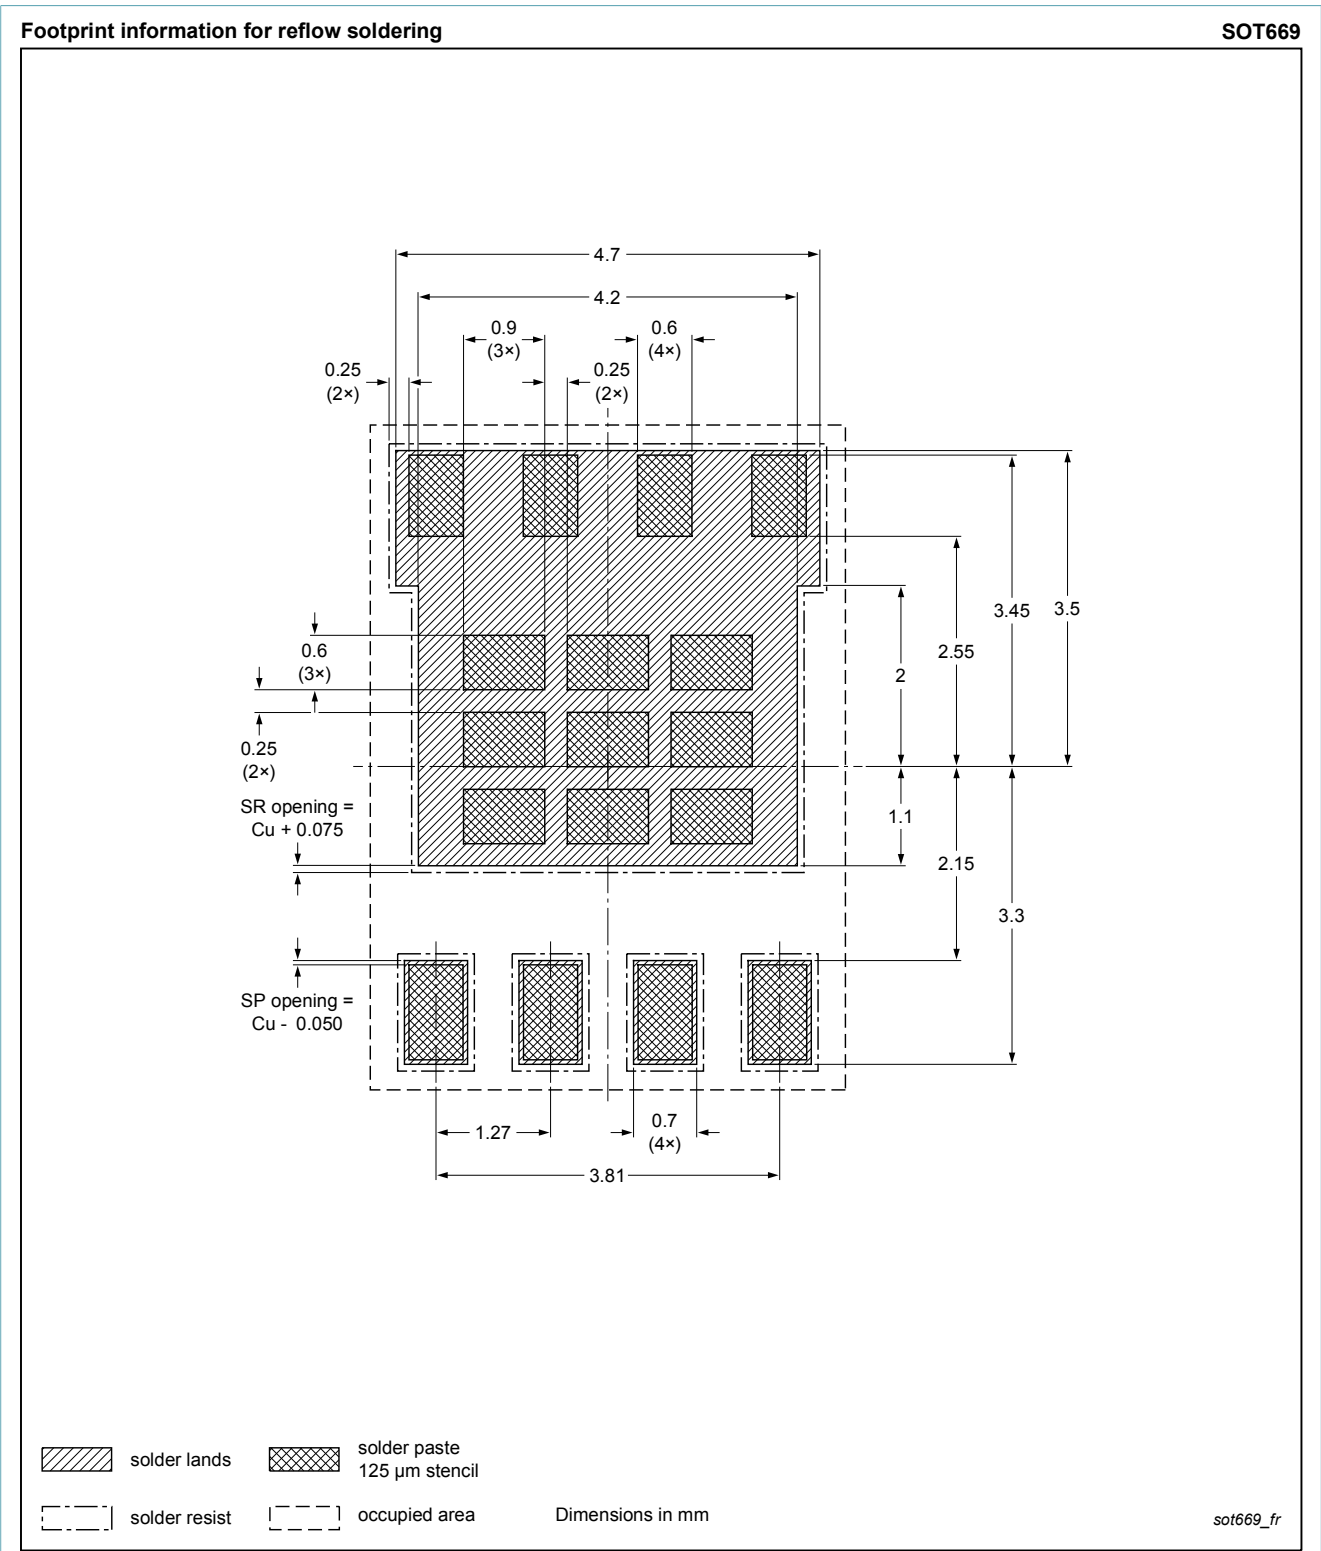 Footprint information for reflow soldering
SOT669
4.7
4.2
0.9
(3×)
0.6
(4×)
0.25
(2×)
0.25
(2×)
3.45
3.5
2.55
2
0.6
(3×)
0.25
(2×)
SR opening =
Cu + 0.075
1.1
2.15
3.3
SP opening =
Cu - 0.050
1.27
0.7
(4×)
3.81
solder lands
solder paste
125 µm stencil
solder resist
occupied area
Dimensions in mm
sot669_fr